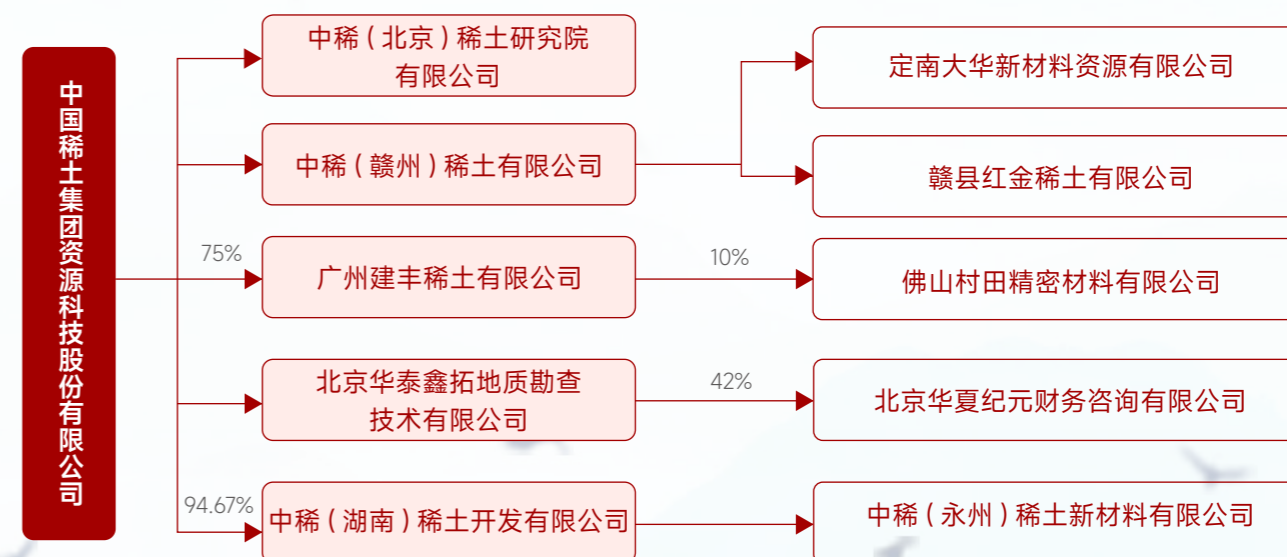 中国稀土集团资源科技股份有限公司
中稀(北京)稀土研究院
有限公司
中稀(赣州)稀土有限公司
定南大华新材料资源有限公司
赣县红金稀土有限公司
75%
广州建丰稀土有限公司
10%
佛山村田精密材料有限公司
北京华泰鑫拓地质勘查
技术有限公司
42%
北京华夏纪元财务咨询有限公司
94.67%
中稀(湖南)稀土开发有限公司
中稀(永州)稀土新材料有限公司